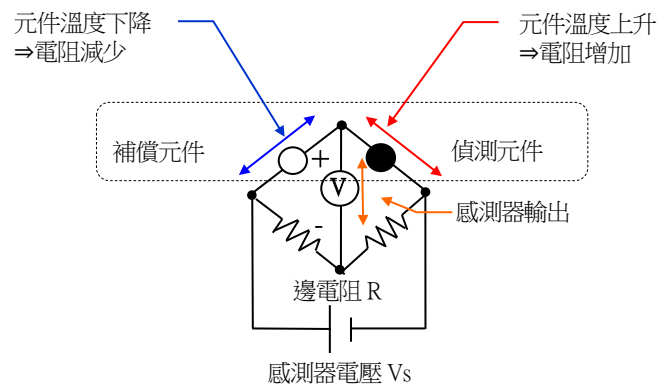 元件溫度下降
⇒電阻減少
元件溫度上升
⇒電阻增加
補償元件
+
偵測元件
V
感測器輸出
-
邊電阻 R
感測器電壓 Vs